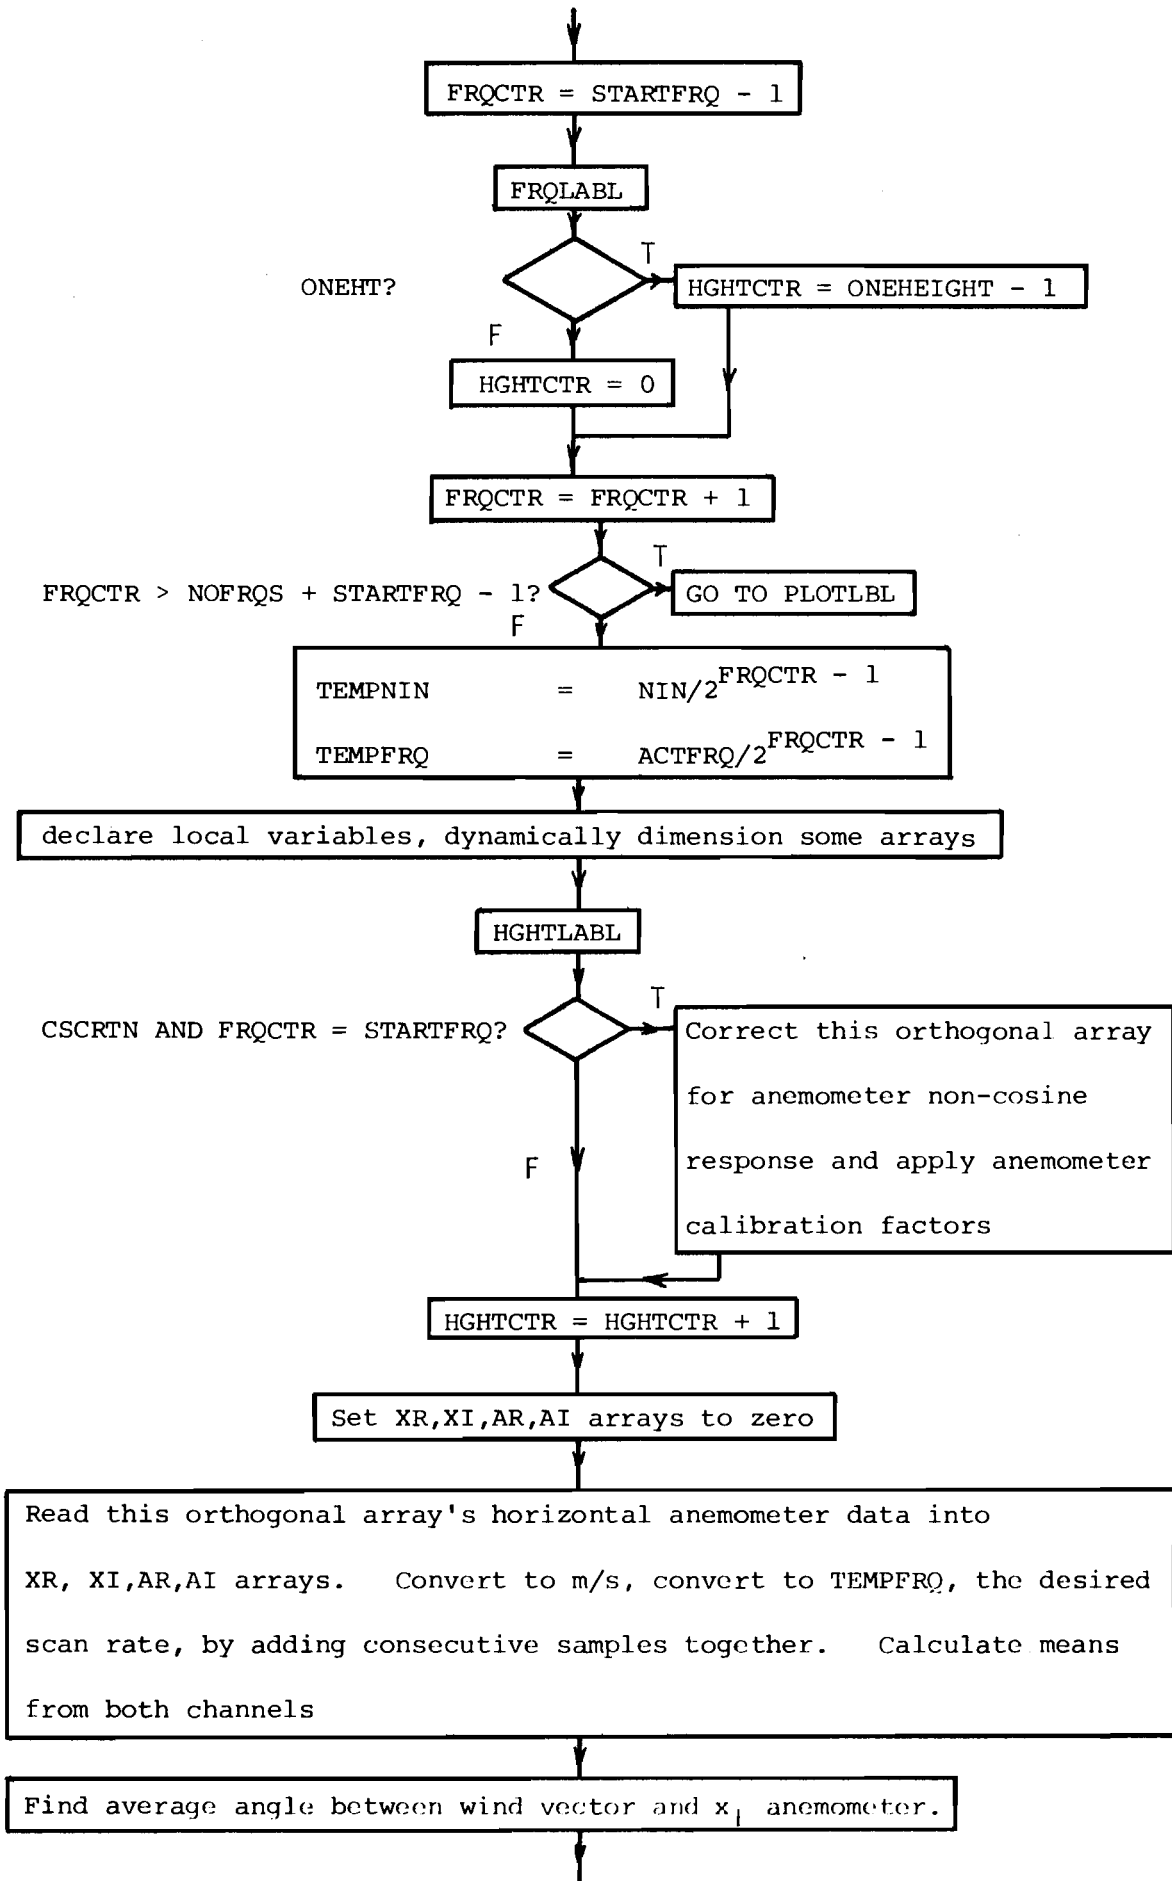 FRQCTR = STARTFRQ - 1
FRQLABL
T
ONEHT?
HGHTCTR = ONEHEIGHT - 1
F
HGHTCTR = 0
FRQCTR = FRQCTR + 1
T
FRQCTR > NOFRQS + STARTFRQ - 1?
GO TO PLOTLBL
F
TEMPNIN = NIN/2^FRQCTR - 1
TEMPFRQ = ACTFRQ/2^FRQCTR - 1
declare local variables, dynamically dimension some arrays
HGHTLABL
T
CSCRTN AND FRQCTR = STARTFRQ?
Correct this orthogonal array
for anemometer non-cosine
response and apply anemometer
calibration factors
F
HGHTCTR = HGHTCTR + 1
Set XR,XI,AR,AI arrays to zero
Read this orthogonal array's horizontal anemometer data into
XR, XI,AR,AI arrays. Convert to m/s, convert to TEMPFRQ, the desired
scan rate, by adding consecutive samples together. Calculate means
from both channels
Find average angle between wind vector and x₁ anemometer.